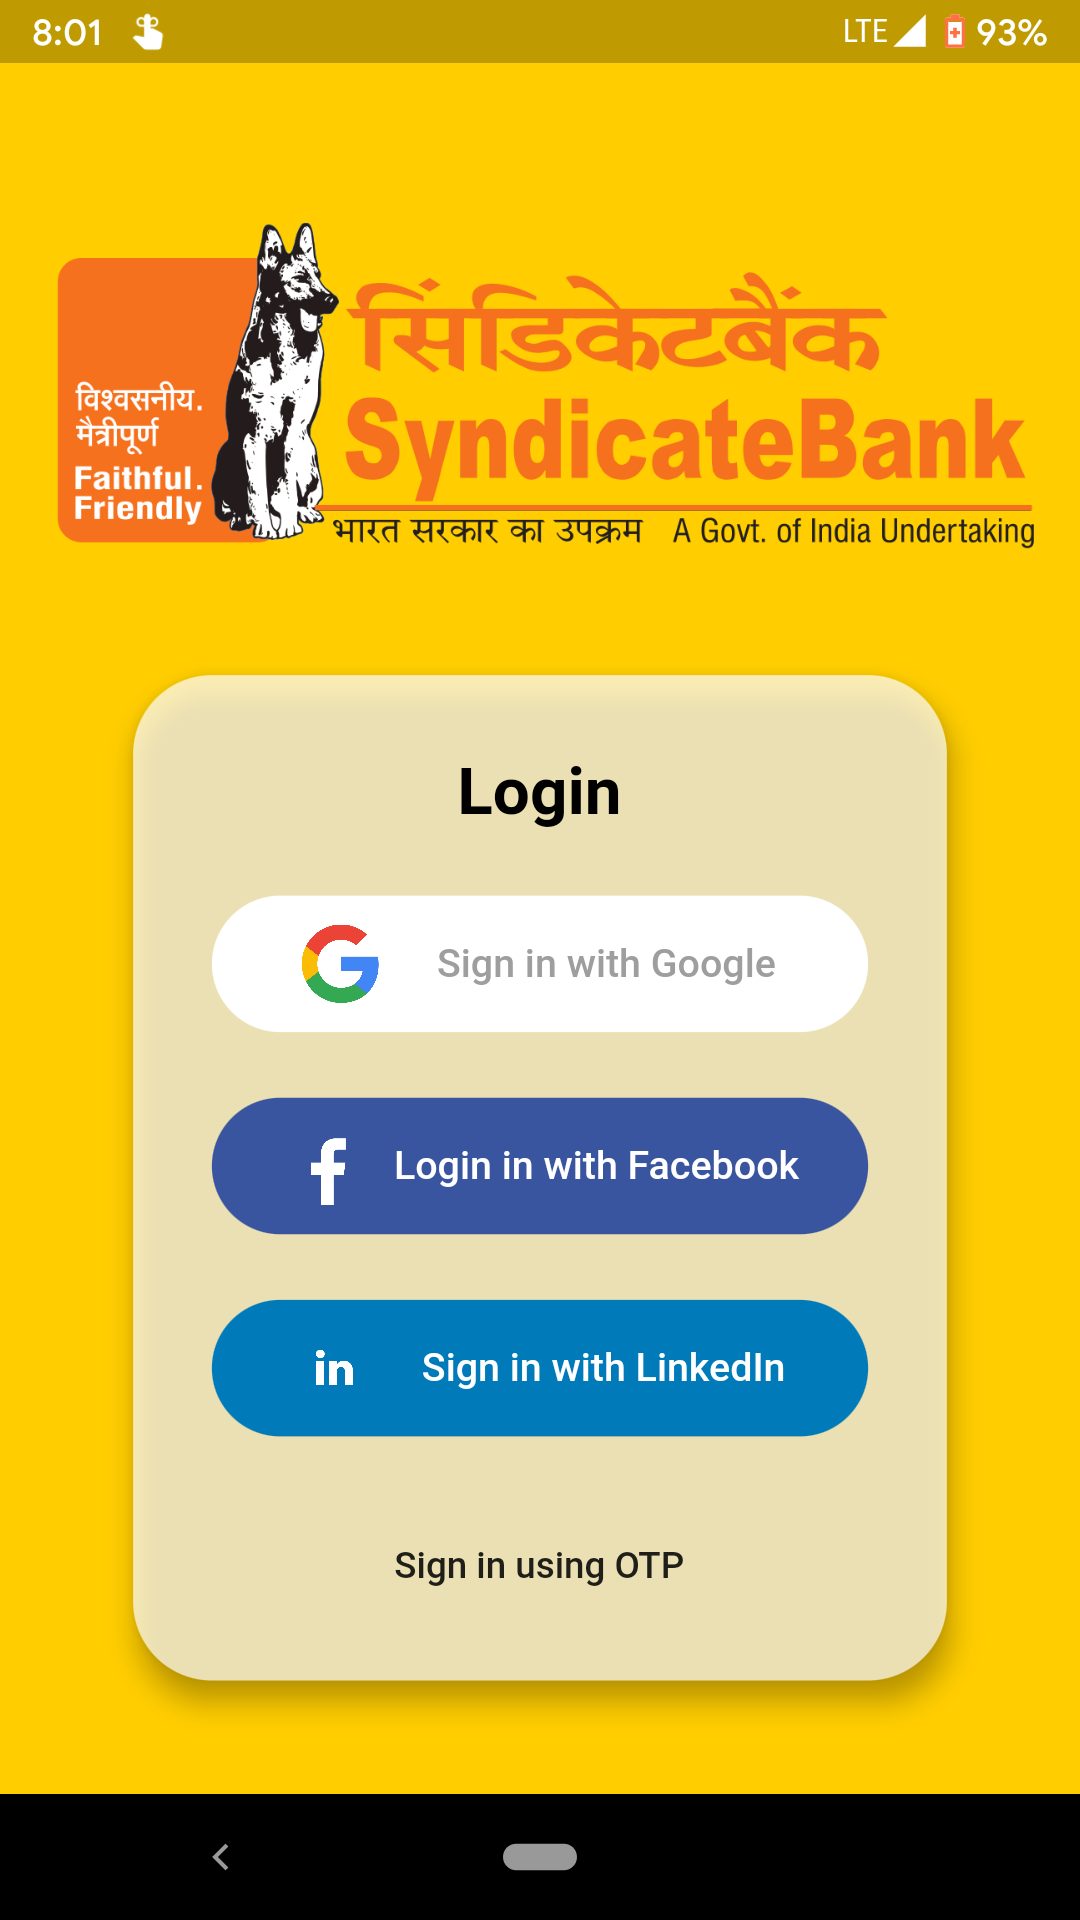 8:01 LTE 93%
सिंडिकेटबैंक
विश्वसनीय.
मैत्रीपूर्ण
SyndicateBank
Faithful.
Friendly
भारत सरकार का उपक्रम A Govt. of India Undertaking
Login
Sign in with Google
Login in with Facebook
in Sign in with LinkedIn
Sign in using OTP